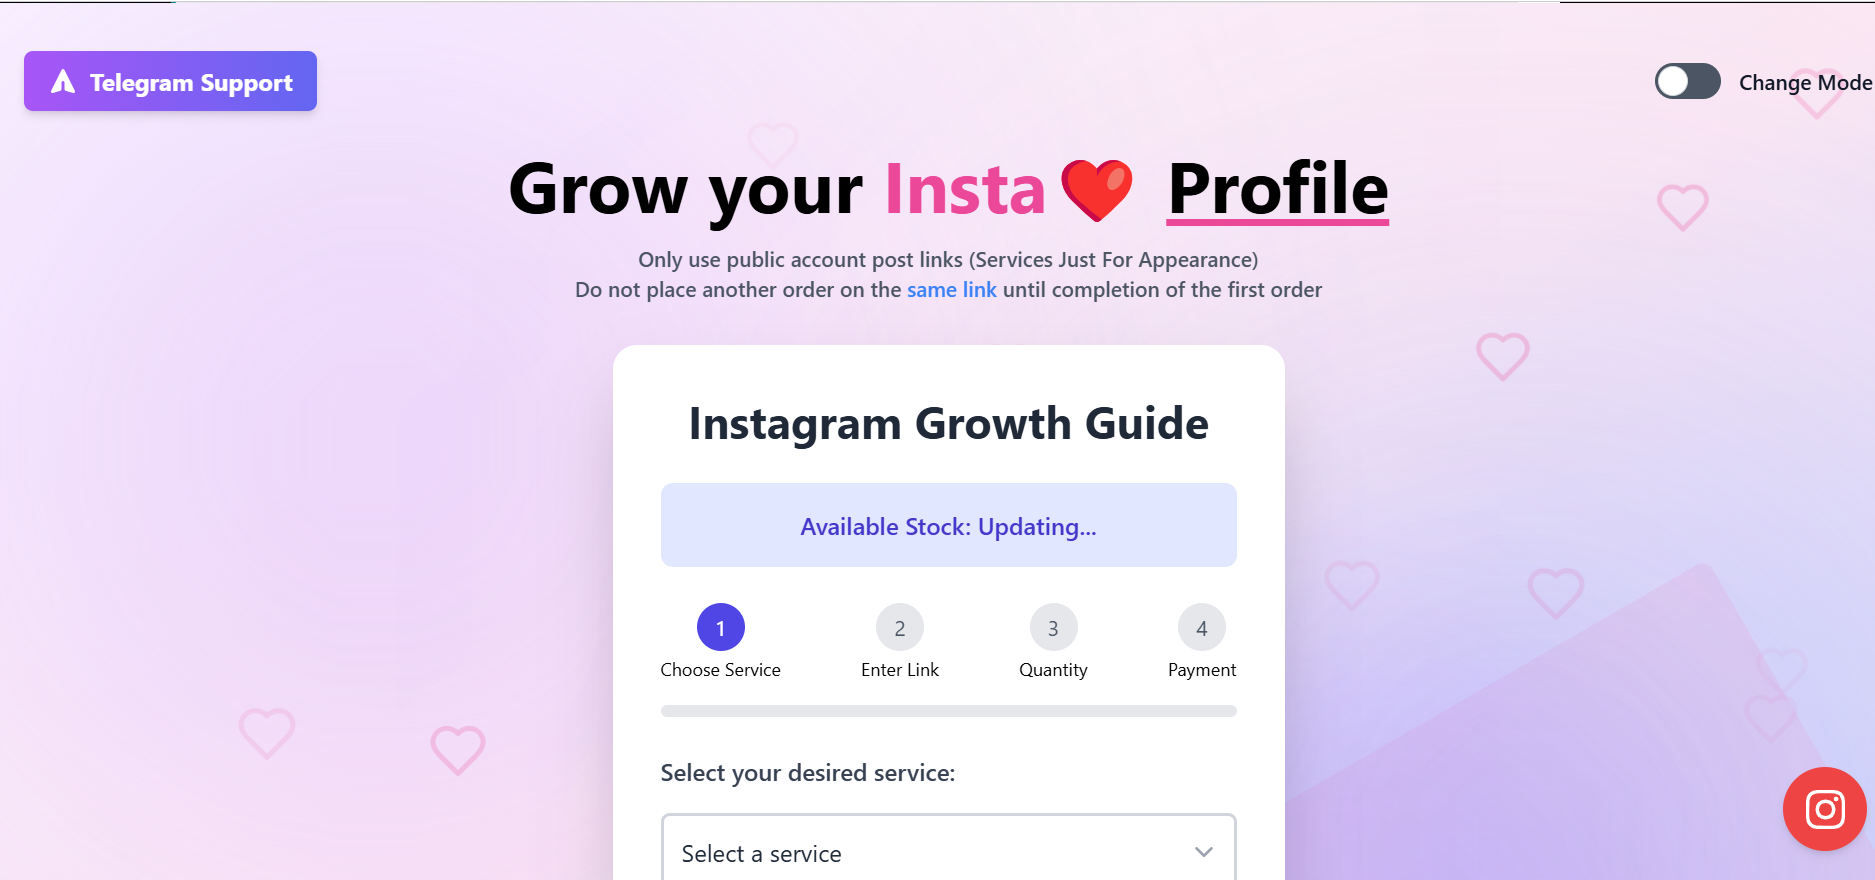 Telegram Support
Change Mode
Grow your Insta❤️ Profile
Only use public account post links (Services Just For Appearance)
Do not place another order on the same link until completion of the first order
Instagram Growth Guide
Available Stock: Updating...
1 2 3 4
Choose Service Enter Link Quantity Payment
Select your desired service:
Select a service